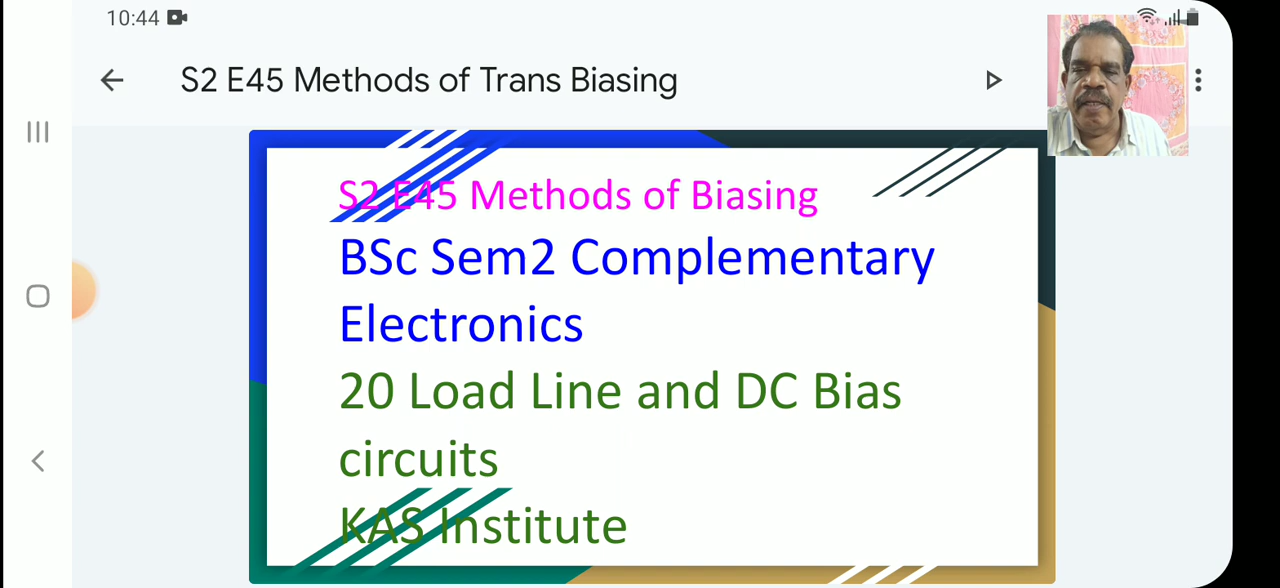 10:44
S2 E45 Methods of Trans Biasing
S2 E45 Methods of Biasing
BSc Sem2 Complementary
Electronics
20 Load Line and DC Bias
circuits
KAS Institute